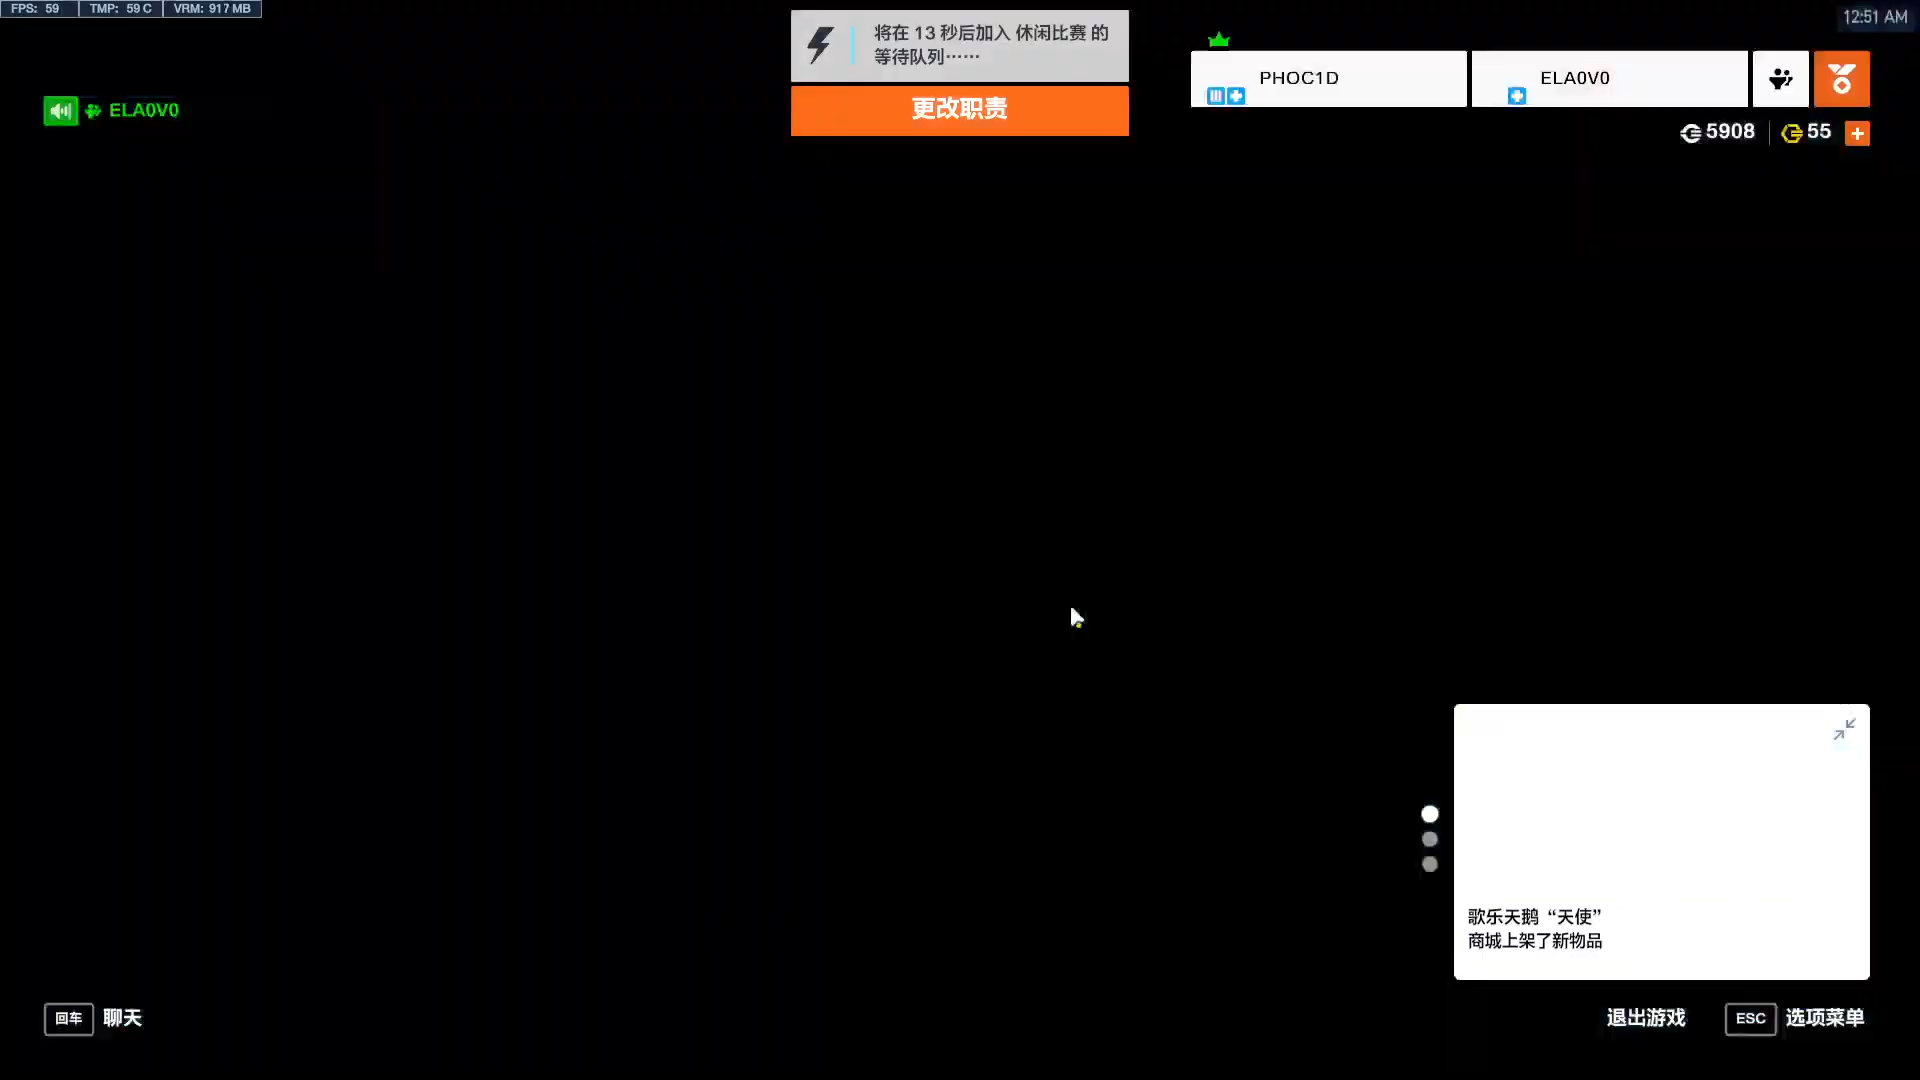 FPS: 59 TMP: 59 C VRM: 917 MB
12:51 AM
将在 13 秒后加入 休闲比赛 的
等待队列……
更改职责
PHOC1D
ELA0V0
ELA0V0
5908
55
歌乐天鹅 “天使”
商城上架了新物品
回车 聊天
退出游戏
ESC 选项菜单